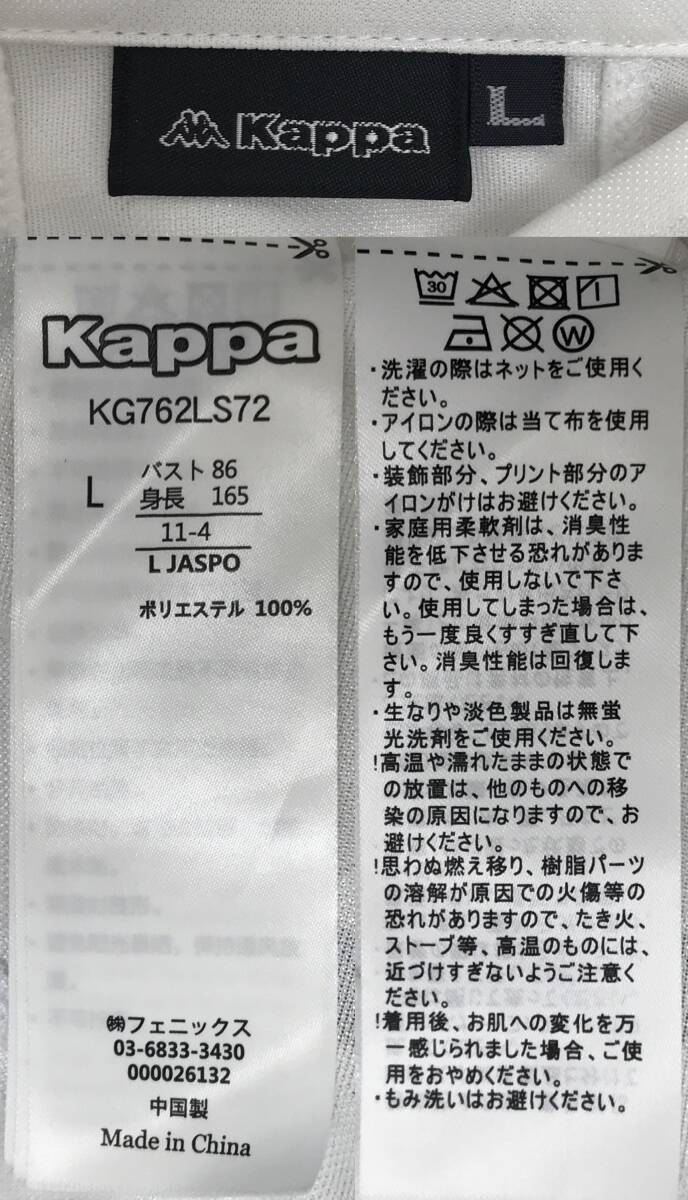 Kappa
L
Kappa
KG762LS72
L
バスト 86
身長 165
11-4
L JASPO
ポリエステル 100%
㈱フェニックス
03-6833-3430
000026132
中国製
Made in China
30
W
・洗濯の際はネットをご使用く
ださい。
・アイロンの際は当て布を使用
してください。
・装飾部分、プリント部分のア
イロンがけはお避けください。
・家庭用柔軟剤は、消臭性
能を低下させる恐れがありま
すので、使用しないで下さ
い。使用してしまった場合は、
もう一度良くすすぎ直して下
さい。消臭性能は回復しま
す。
・生なりや淡色製品は無蛍
光洗剤をご使用ください。
!高温や濡れたままの状態で
の放置は、他のものへの移
染の原因になりますので、お
避けください。
!思わぬ燃え移り、樹脂パーツ
の溶解が原因での火傷等の
恐れがありますので、たき火、
ストーブ等、高温のものには、
近づけすぎないようご注意く
ださい。
!着用後、お肌への変化を万
一感じられました場合、ご使
用をおやめください。
・もみ洗いはお避けください。